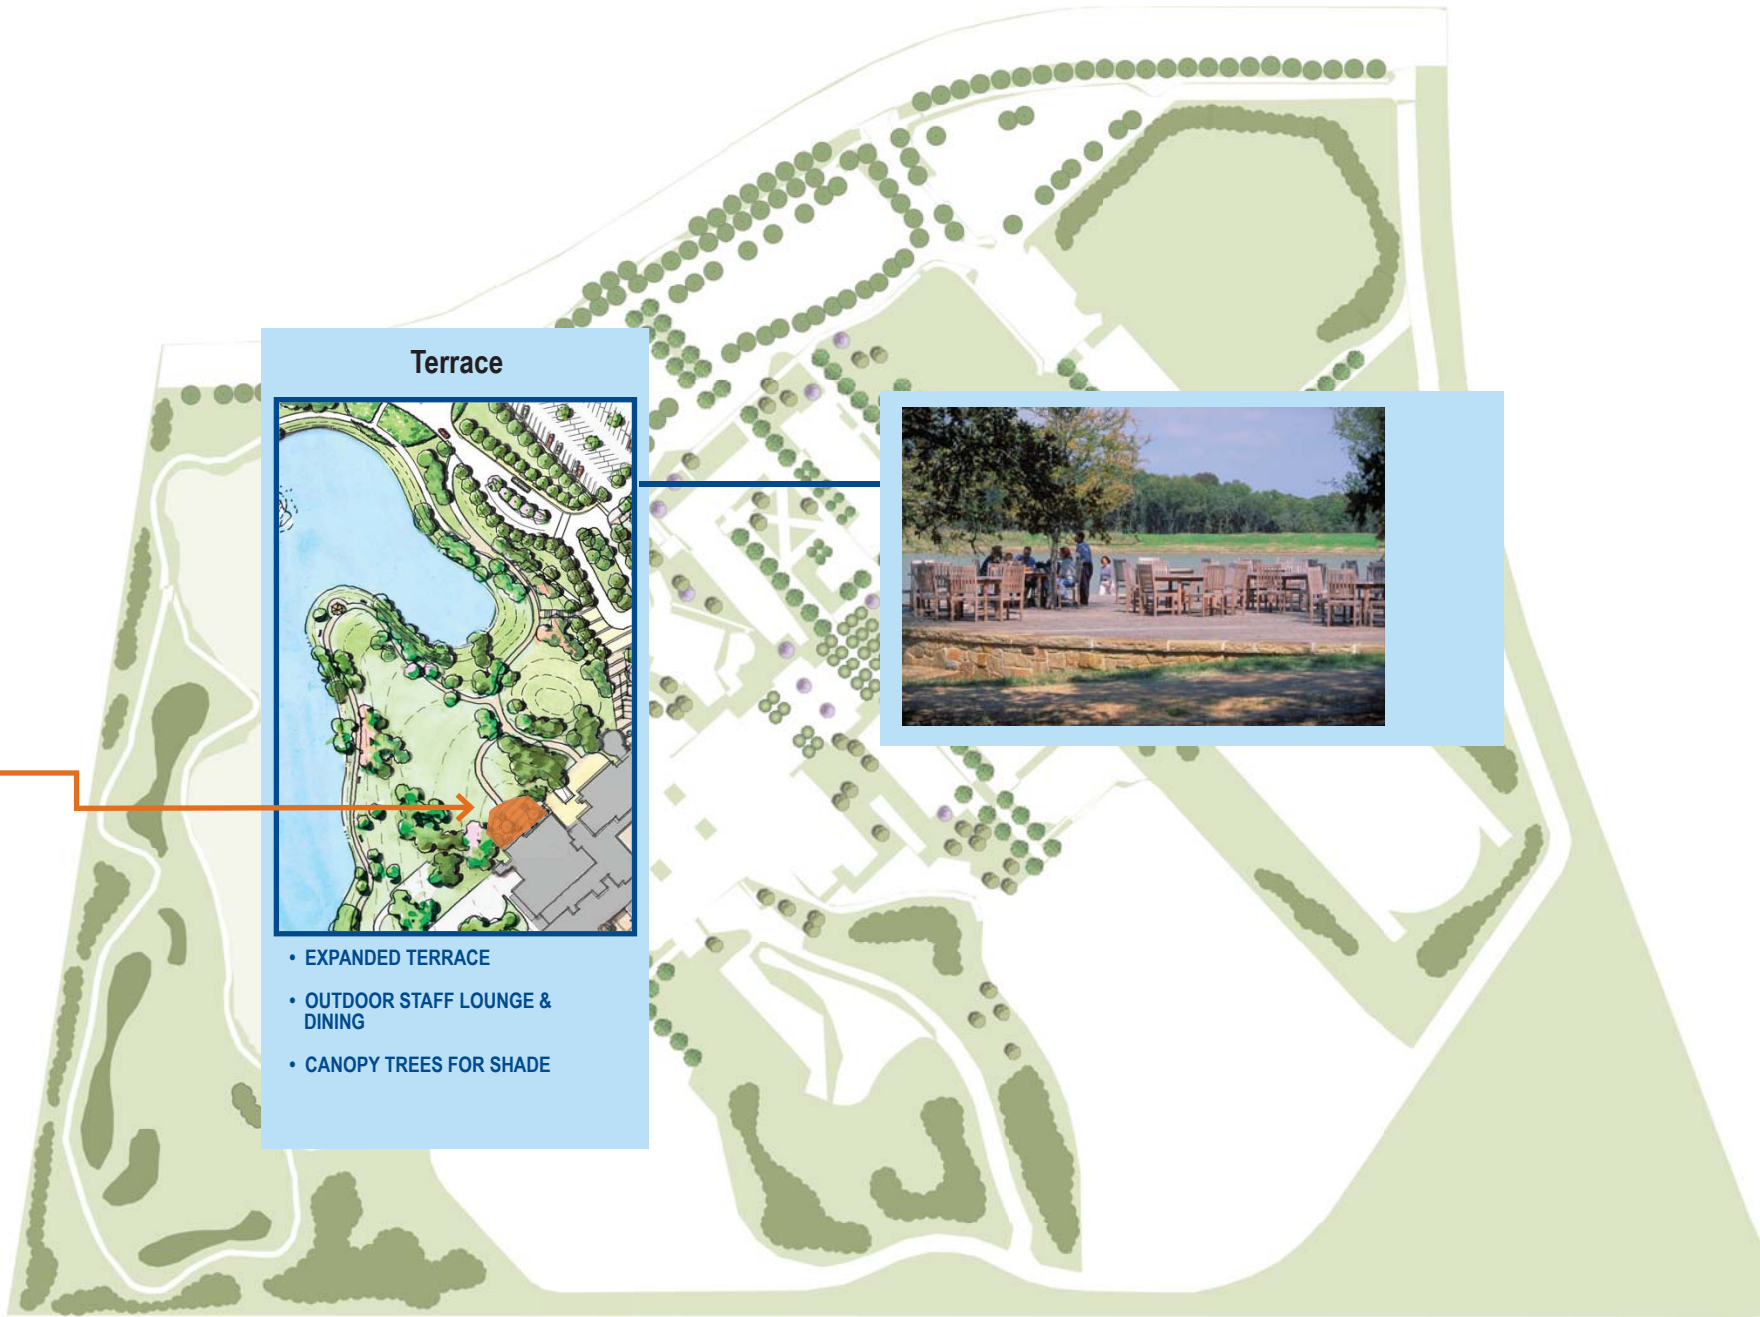 Terrace
• EXPANDED TERRACE
• OUTDOOR STAFF LOUNGE &
DINING
• CANOPY TREES FOR SHADE